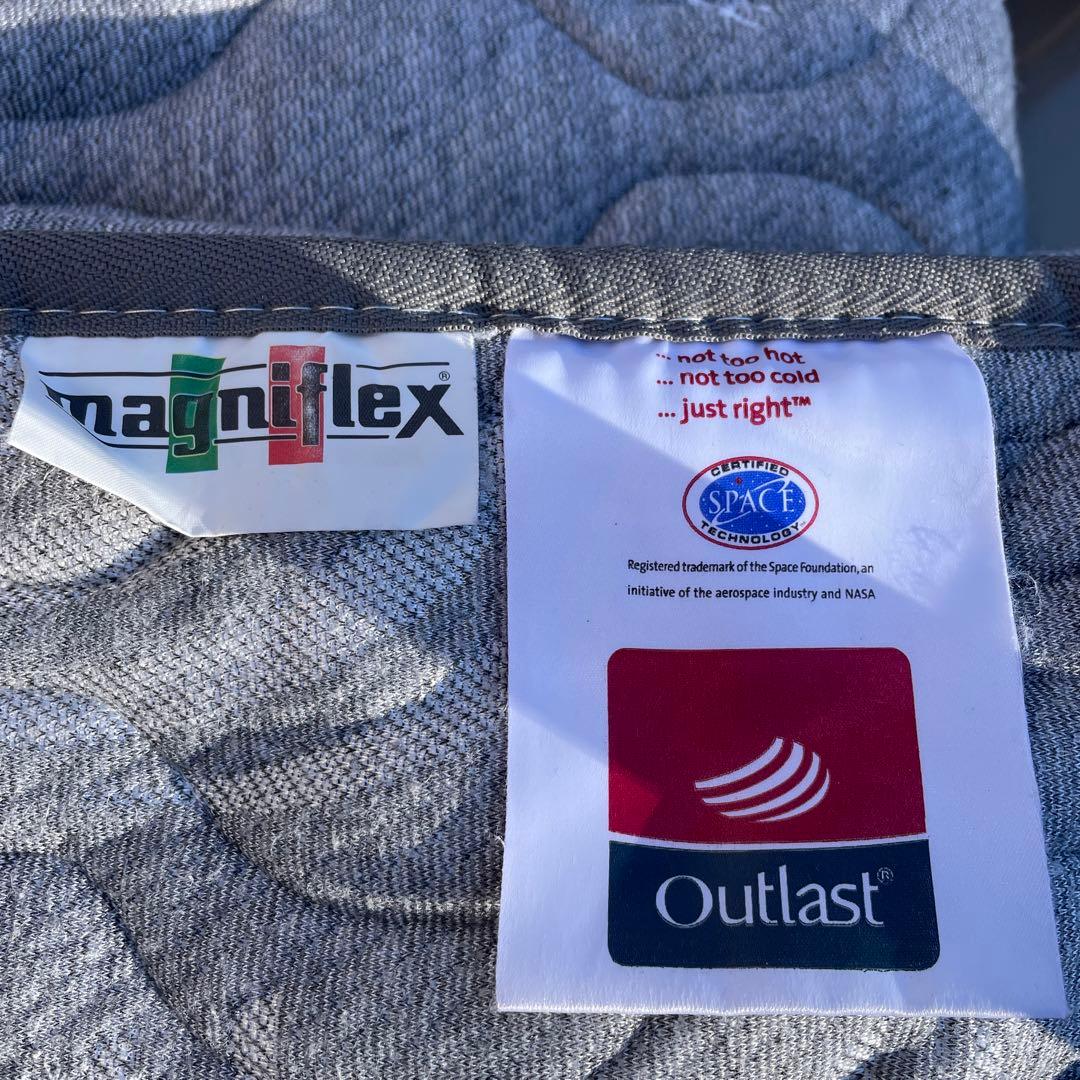 magniflex®
... not too hot
... not too cold
... just right™
CERTIFIED
SPACE
TECHNOLOGY™
Registered trademark of the Space Foundation, an
initiative of the aerospace industry and NASA
Outlast®